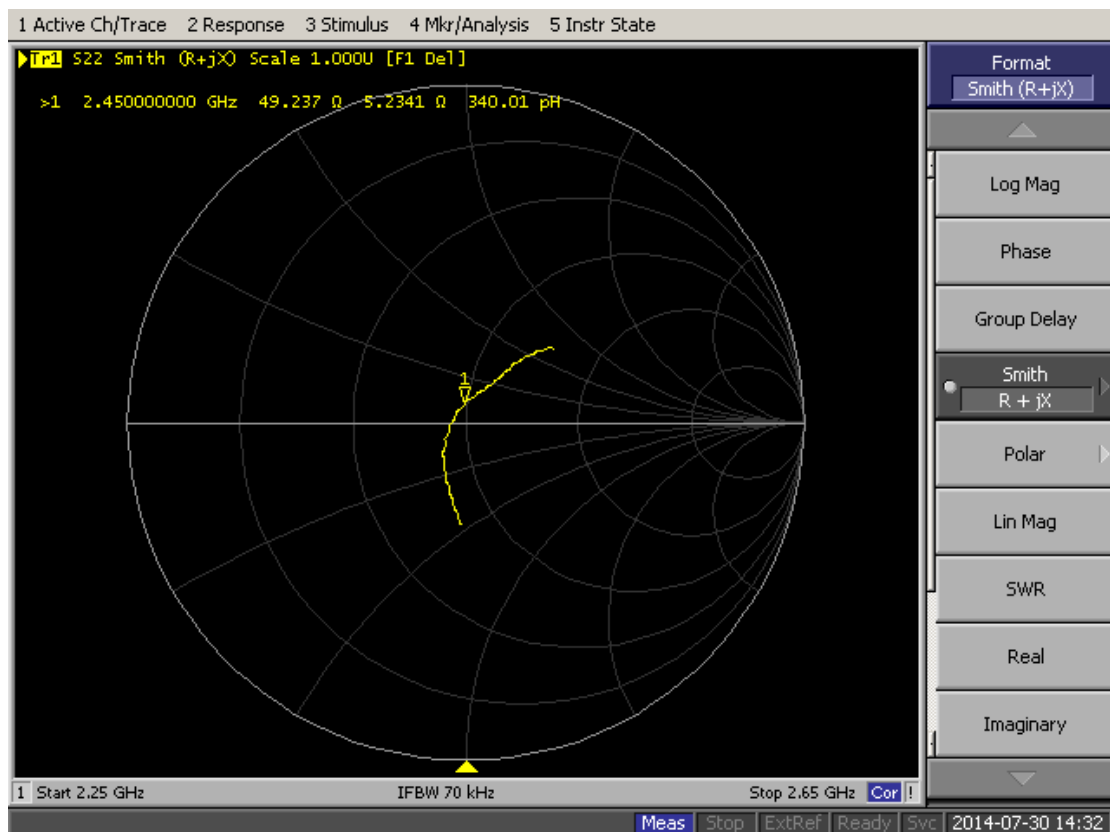 1 Active Ch/Trace 2 Response 3 Stimulus 4 Mkr/Analysis 5 Instr State
Tr1 S22 Smith (R+jX) Scale 1.000U [F1 Del]
>1 2.450000000 GHz 49.237 Ω 5.2341 Ω 340.01 pH
1
1 Start 2.25 GHz IFBW 70 kHz Stop 2.65 GHz Cor !
Format
Smith (R+jX)
Log Mag
Phase
Group Delay
Smith
R + jX
Polar
Lin Mag
SWR
Real
Imaginary
Meas Stop ExtRef Ready Svc 2014-07-30 14:32